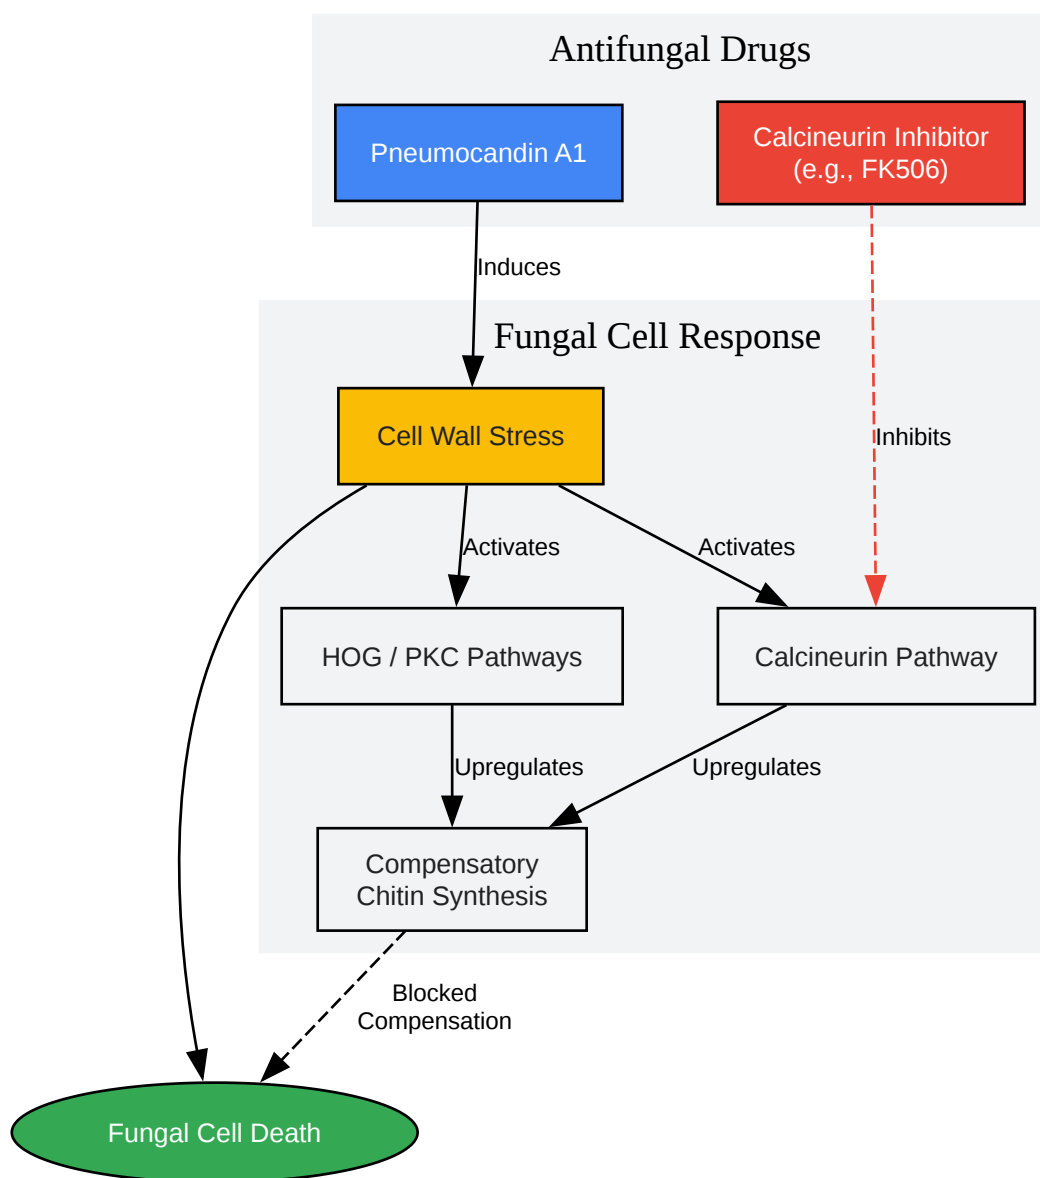 Antifungal Drugs
Pneumocandin A1
Calcineurin Inhibitor
(e.g., FK506)
Induces
Fungal Cell Response
Cell Wall Stress
Inhibits
Activates
Activates
HOG / PKC Pathways
Calcineurin Pathway
Upregulates
Upregulates
Compensatory
Chitin Synthesis
Blocked
Compensation
Fungal Cell Death